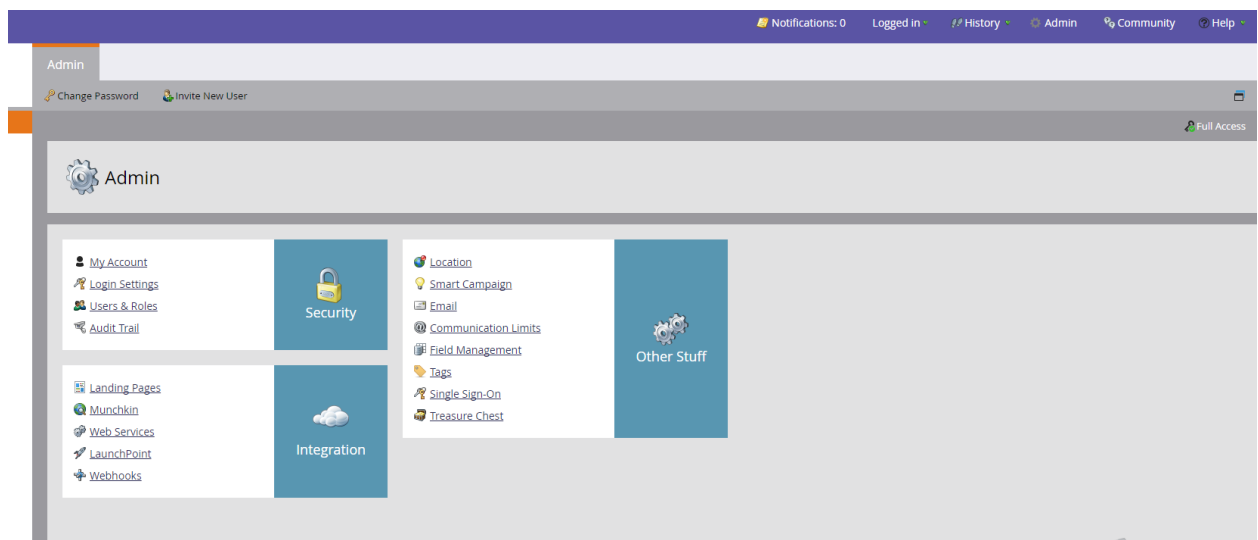 Notifications: 0 Logged in History Admin Community Help
Admin
Change Password Invite New User
Full Access
Admin
My Account
Login Settings
Users & Roles
Audit Trail
Security
Landing Pages
Munchkin
Web Services
LaunchPoint
Webhooks
Integration
Location
Smart Campaign
Email
Communication Limits
Field Management
Tags
Single Sign-On
Treasure Chest
Other Stuff